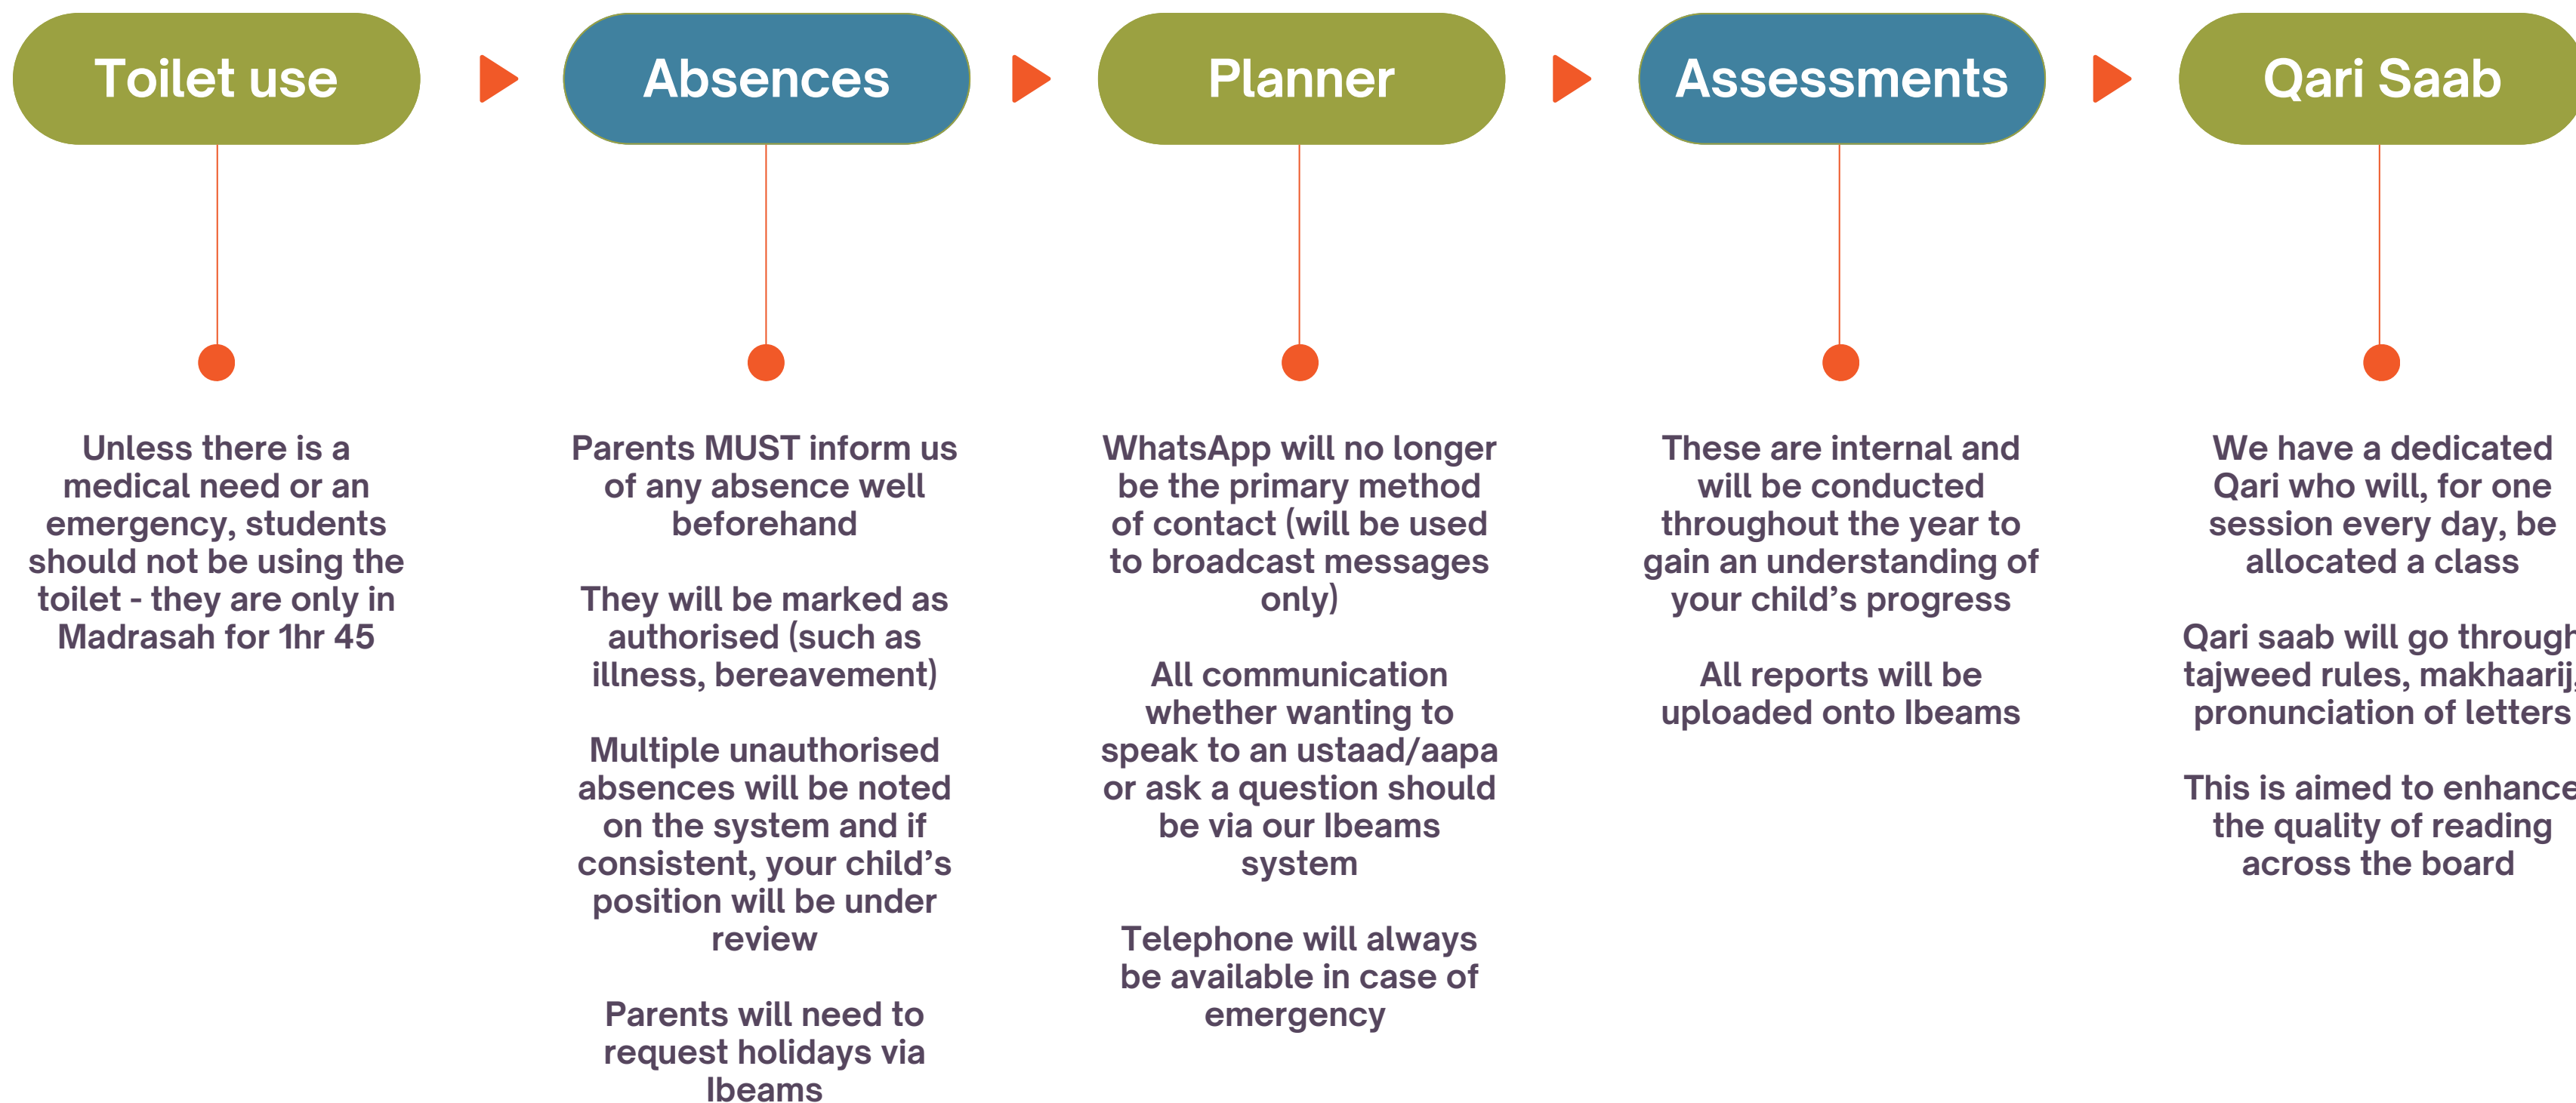 Toilet use
Unless there is a
medical need or an
emergency, students
should not be using the
toilet - they are only in
Madrasah for 1hr 45
Absences
Parents MUST inform us
of any absence well
beforehand
They will be marked as
authorised (such as
illness, bereavement)
Multiple unauthorised
absences will be noted
on the system and if
consistent, your child’s
position will be under
review
Parents will need to
request holidays via
Ibeams
Planner
WhatsApp will no longer
be the primary method
of contact (will be used
to broadcast messages
only)
All communication
whether wanting to
speak to an ustaad/aapa
or ask a question should
be via our Ibeams
system
Telephone will always
be available in case of
emergency
Assessments
These are internal and
will be conducted
throughout the year to
gain an understanding of
your child’s progress
All reports will be
uploaded onto Ibeams
Qari Saab
We have a dedicated
Qari who will, for one
session every day, be
allocated a class
Qari saab will go through
tajweed rules, makhaarij,
pronunciation of letters
This is aimed to enhance
the quality of reading
across the board